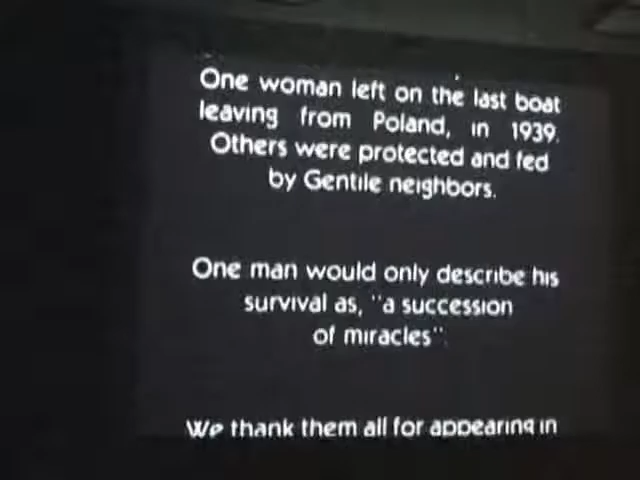 One woman left on the last boat
leaving from Poland, in 1939.
Others were protected and fed
by Gentile neighbors.
One man would only describe his
survival as, "a succession
of miracles".
We thank them all for appearing in